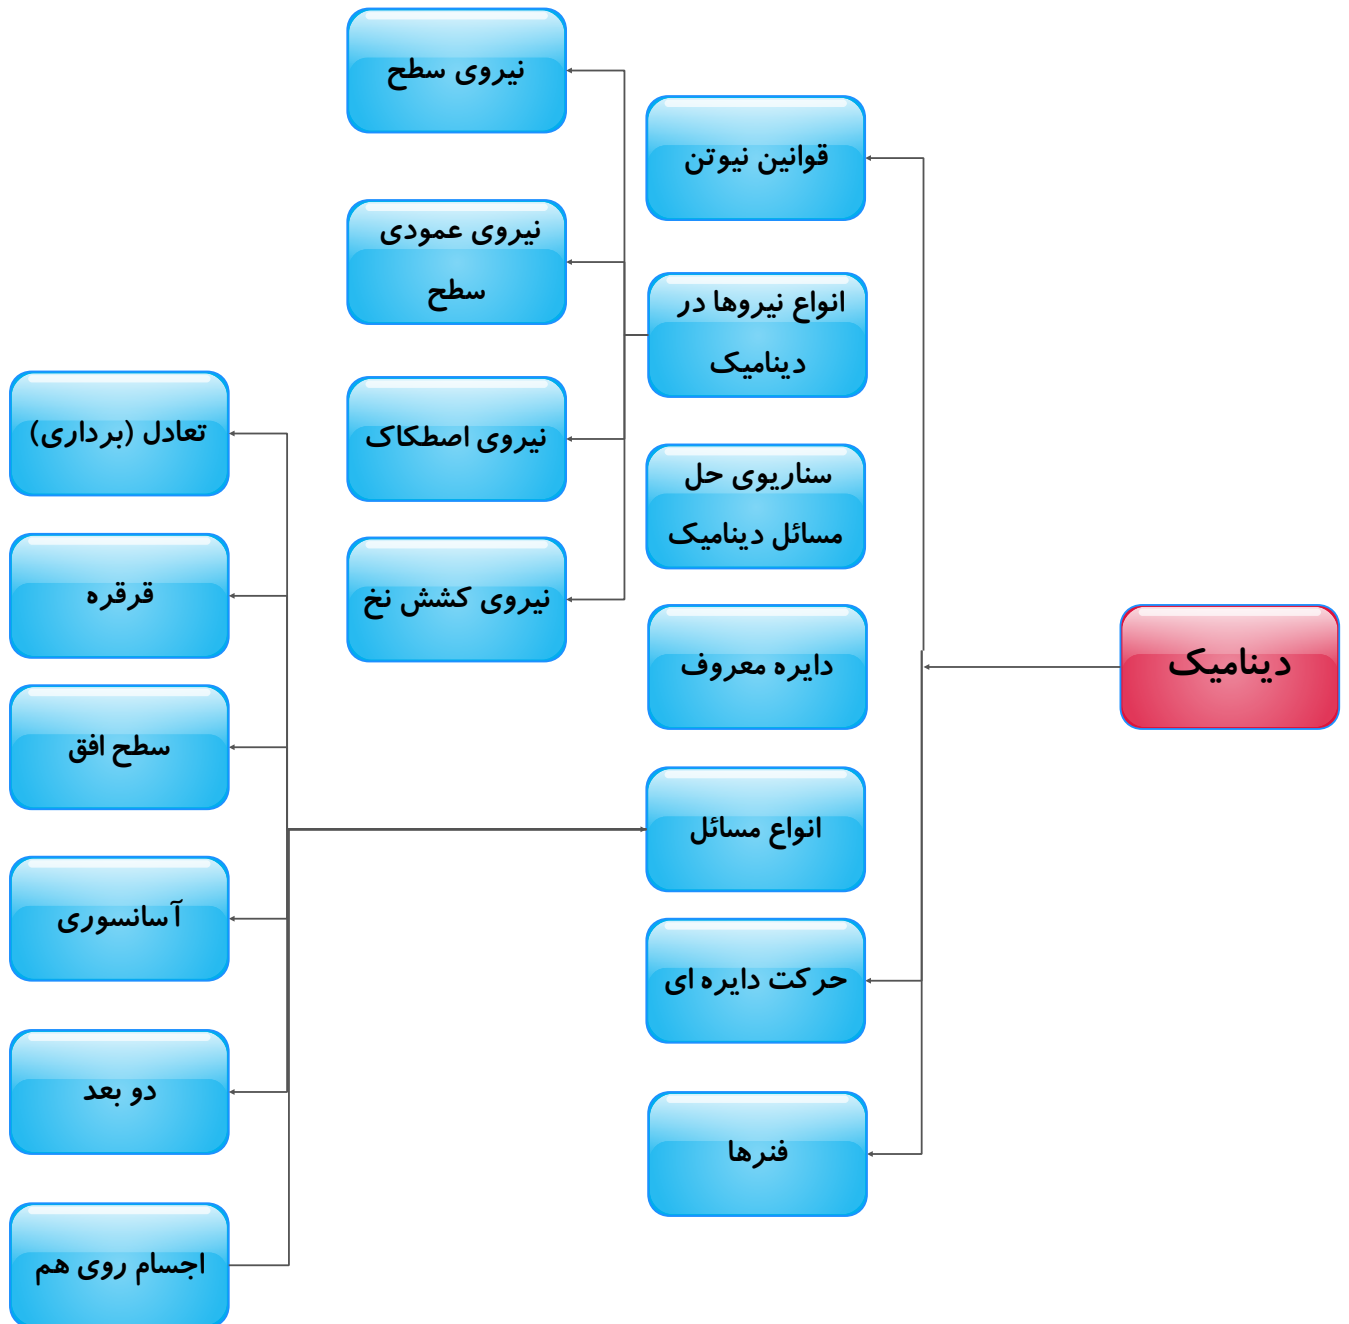 دینامیک
قوانین نیوتن
انواع نیروها در
دینامیک
سناریوی حل
مسائل دینامیک
دایره معروف
انواع مسائل
حرکت دایره ای
فنرها
نیروی سطح
نیروی عمودی
سطح
نیروی اصطکاک
نیروی کشش نخ
تعادل (برداری)
قرقره
سطح افق
آسانسوری
دو بعد
اجسام روی هم